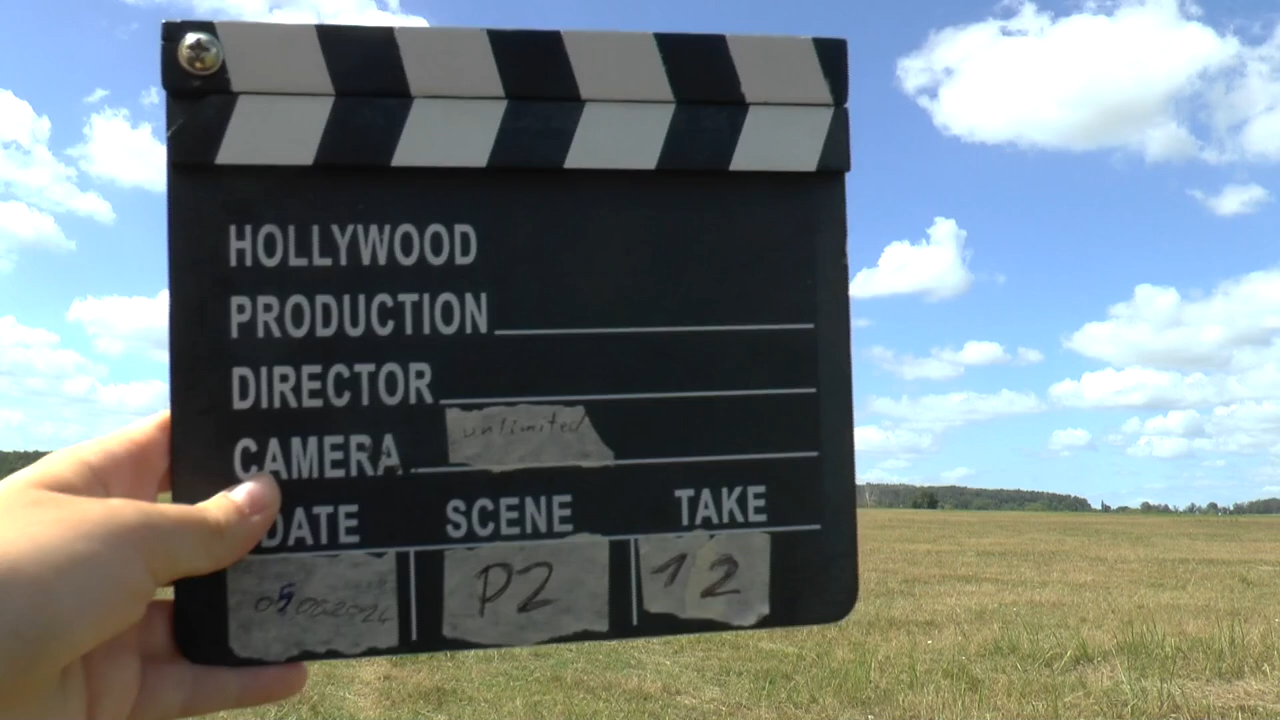 HOLLYWOOD
PRODUCTION
DIRECTOR
CAMERA unlimited
DATE SCENE TAKE
P2 12